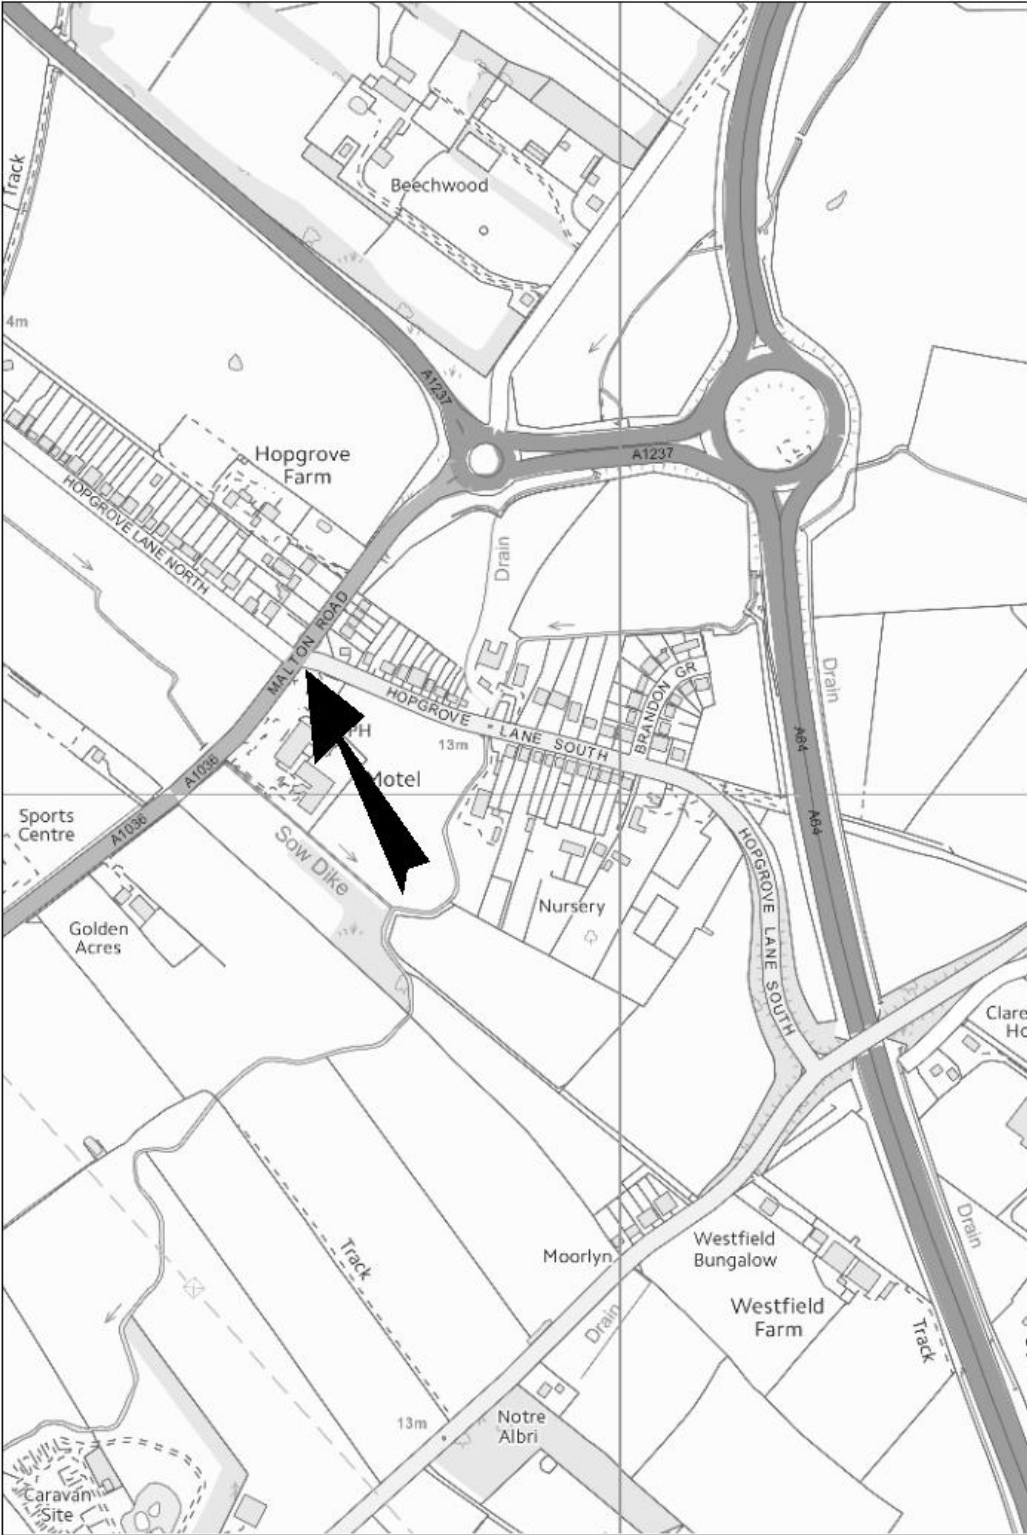 Track
Beechwood
4m
A1237
Hopgrove
Farm
A1237
HOPGROVE LANE NORTH
Drain
MALTON ROAD
BRANDON GR
Drain
HOPGROVE LANE SOUTH
PH
13m
Motel
A64
A1036
A64
Sports
Centre
A1036
Sow Dike
HOPGROVE LANE SOUTH
Nursery
Golden
Acres
Clare
Ho
Drain
Moorlyn
Westfield
Bungalow
Track
Westfield
Farm
Drain
Track
13m
Notre
Albri
Caravan
Site